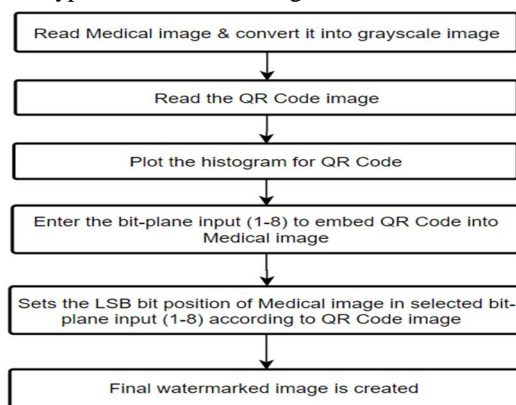 Read Medical image & convert it into grayscale image
Read the QR Code image
Plot the histogram for QR Code
Enter the bit-plane input (1-8) to embed QR Code into
Medical image
Sets the LSB bit position of Medical image in selected bit-
plane input (1-8) according to QR Code image
Final watermarked image is created